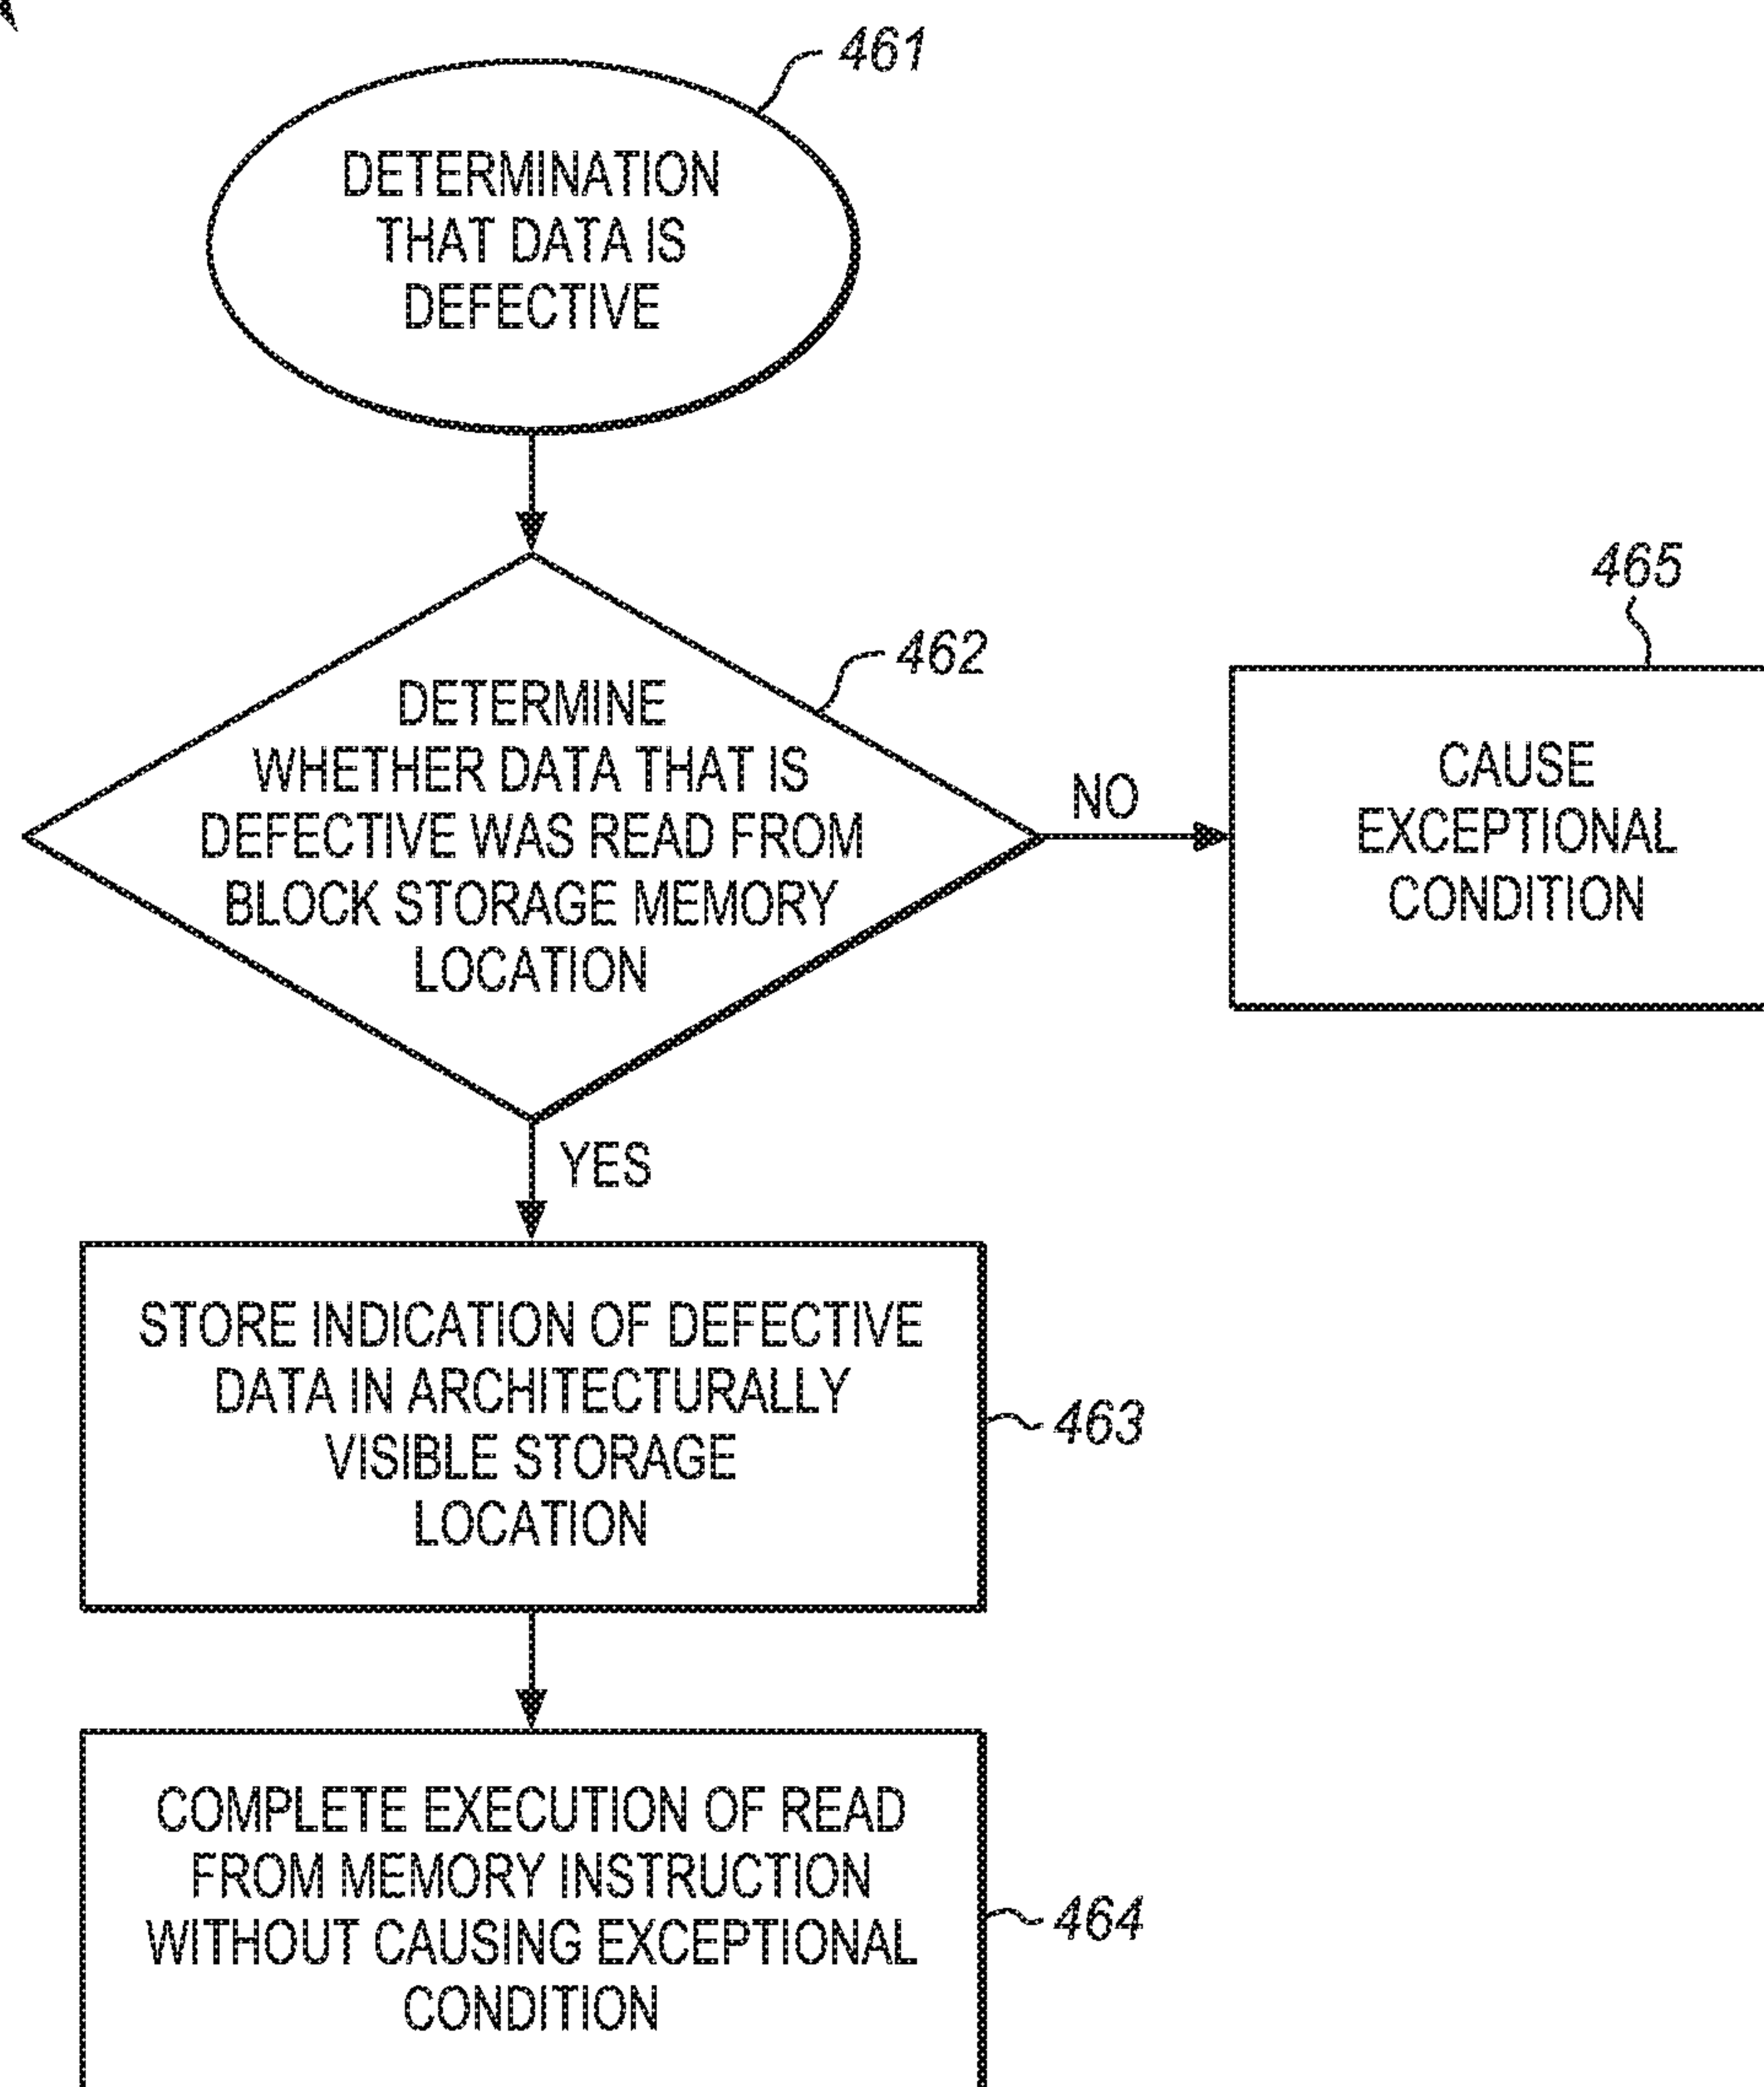 461
DETERMINATION
THAT DATA IS
DEFECTIVE
462
DETERMINE
WHETHER DATA THAT IS
DEFECTIVE WAS READ FROM
BLOCK STORAGE MEMORY
LOCATION
NO
465
CAUSE
EXCEPTIONAL
CONDITION
YES
STORE INDICATION OF DEFECTIVE
DATA IN ARCHITECTURALLY
VISIBLE STORAGE
LOCATION
463
COMPLETE EXECUTION OF READ
FROM MEMORY INSTRUCTION
WITHOUT CAUSING EXCEPTIONAL
CONDITION
464